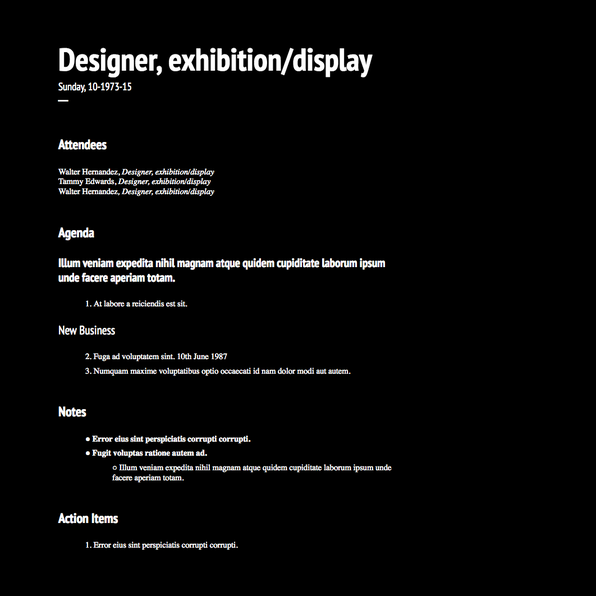 Designer, exhibition/display
Sunday, 10-1973-15
Attendees
Walter Hernandez, Designer, exhibition/display
Tammy Edwards, Designer, exhibition/display
Walter Hernandez, Designer, exhibition/display
Agenda
Illum veniam expedita nihil magnam atque quidem cupiditate laborum ipsum
unde facere aperiam totam.
1. At labore a reiciendis est sit.
New Business
2. Fuga ad voluptatem sint. 10th June 1987
3. Numquam maxime voluptatibus optio occaecati id nam dolor modi aut autem.
Notes
● Error eius sint perspiciatis corrupti corrupti.
● Fugit voluptas ratione autem ad.
○ Illum veniam expedita nihil magnam atque quidem cupiditate laborum ipsum unde
facere aperiam totam.
Action Items
1. Error eius sint perspiciatis corrupti corrupti.